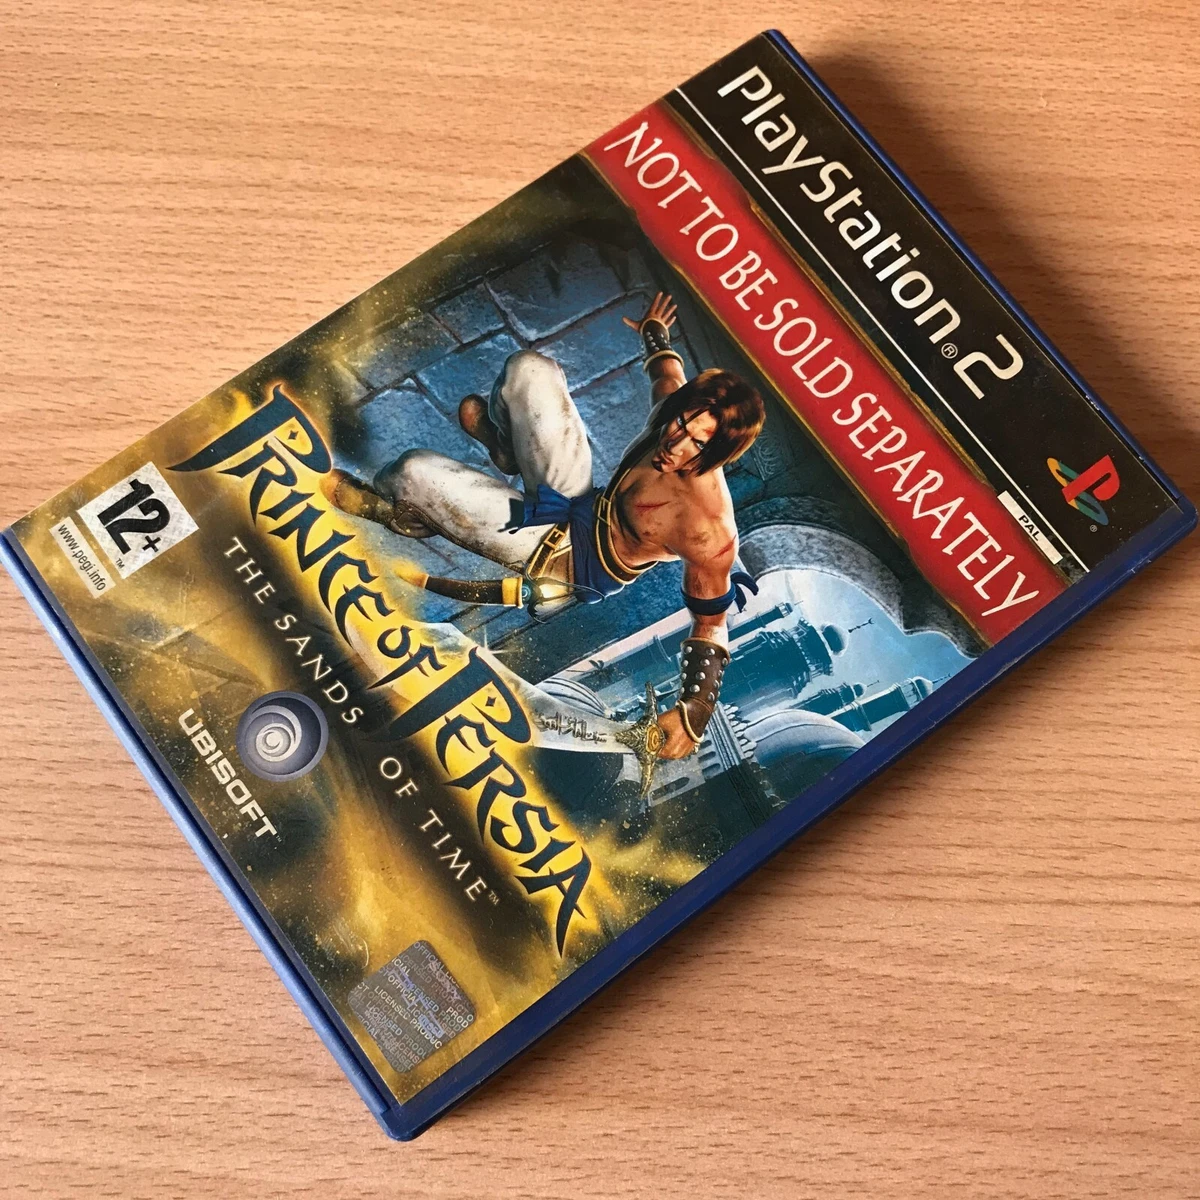 PlayStation®2
PAL
NOT TO BE SOLD SEPARATELY
12+
www.pegi.info
PRINCE OF PERSIA
THE SANDS OF TIME™
UBISOFT